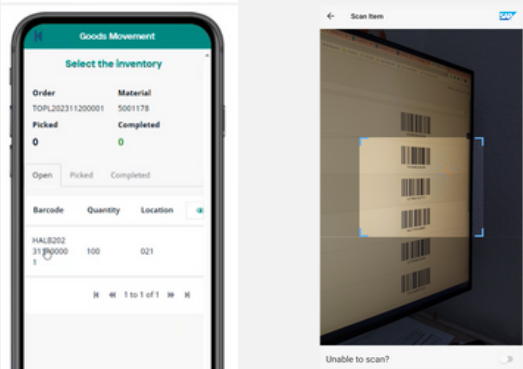 Goods Movement
Select the inventory
Order Material
TOPL202311200001 5001178
Picked Completed
0 0
Open Picked Completed
Barcode Quantity Location
HALB202
1
100 021
1 to 1 of 1
Scan Item
SAP
Unable to scan?